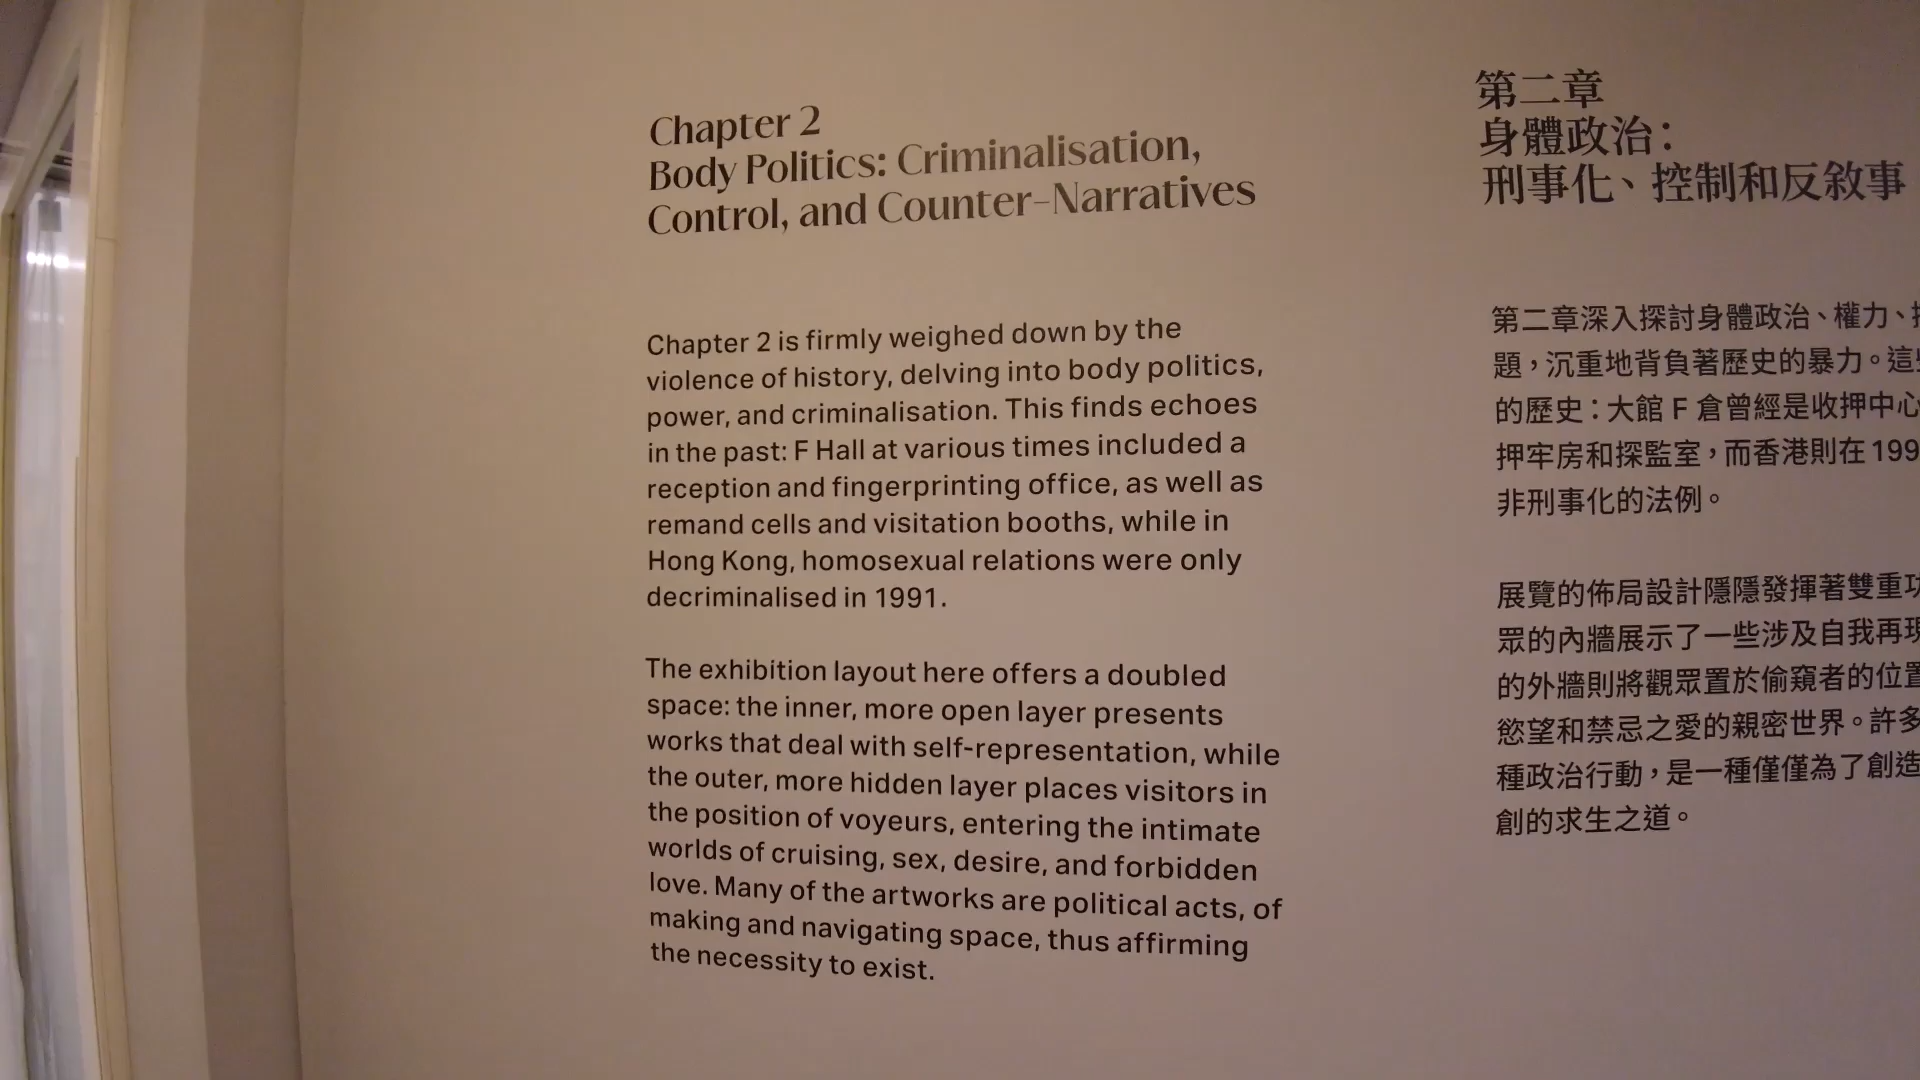 Chapter 2
Body Politics: Criminalisation,
Control, and Counter-Narratives
Chapter 2 is firmly weighed down by the
violence of history, delving into body politics,
power, and criminalisation. This finds echoes
in the past: F Hall at various times included a
reception and fingerprinting office, as well as
remand cells and visitation booths, while in
Hong Kong, homosexual relations were only
decriminalised in 1991.
The exhibition layout here offers a doubled
space: the inner, more open layer presents
works that deal with self-representation, while
the outer, more hidden layer places visitors in
the position of voyeurs, entering the intimate
worlds of cruising, sex, desire, and forbidden
love. Many of the artworks are political acts, of
making and navigating space, thus affirming
the necessity to exist.
第二章
身體政治：
刑事化、控制和反敘事
第二章深入探討身體政治、權力、
題，沉重地背負著歷史的暴力。這
的歷史：大館 F 倉曾經是收押中心
押牢房和探監室，而香港則在 199
非刑事化的法例。
展覽的佈局設計隱隱發揮著雙重
眾的內牆展示了一些涉及自我再現
的外牆則將觀眾置於偷窺者的位置
慾望和禁忌之愛的親密世界。許多
種政治行動，是一種僅僅為了創造
創的求生之道。